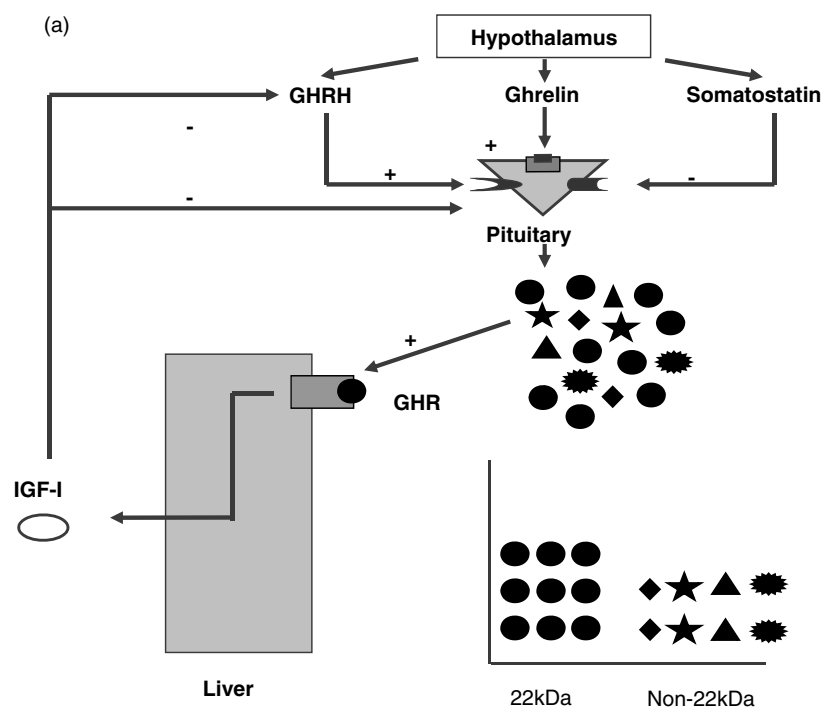 (a)
Hypothalamus
GHRH
Ghrelin
Somatostatin
-
+
+
-
-
Pituitary
+
GHR
IGF-I
Liver
22kDa
Non-22kDa